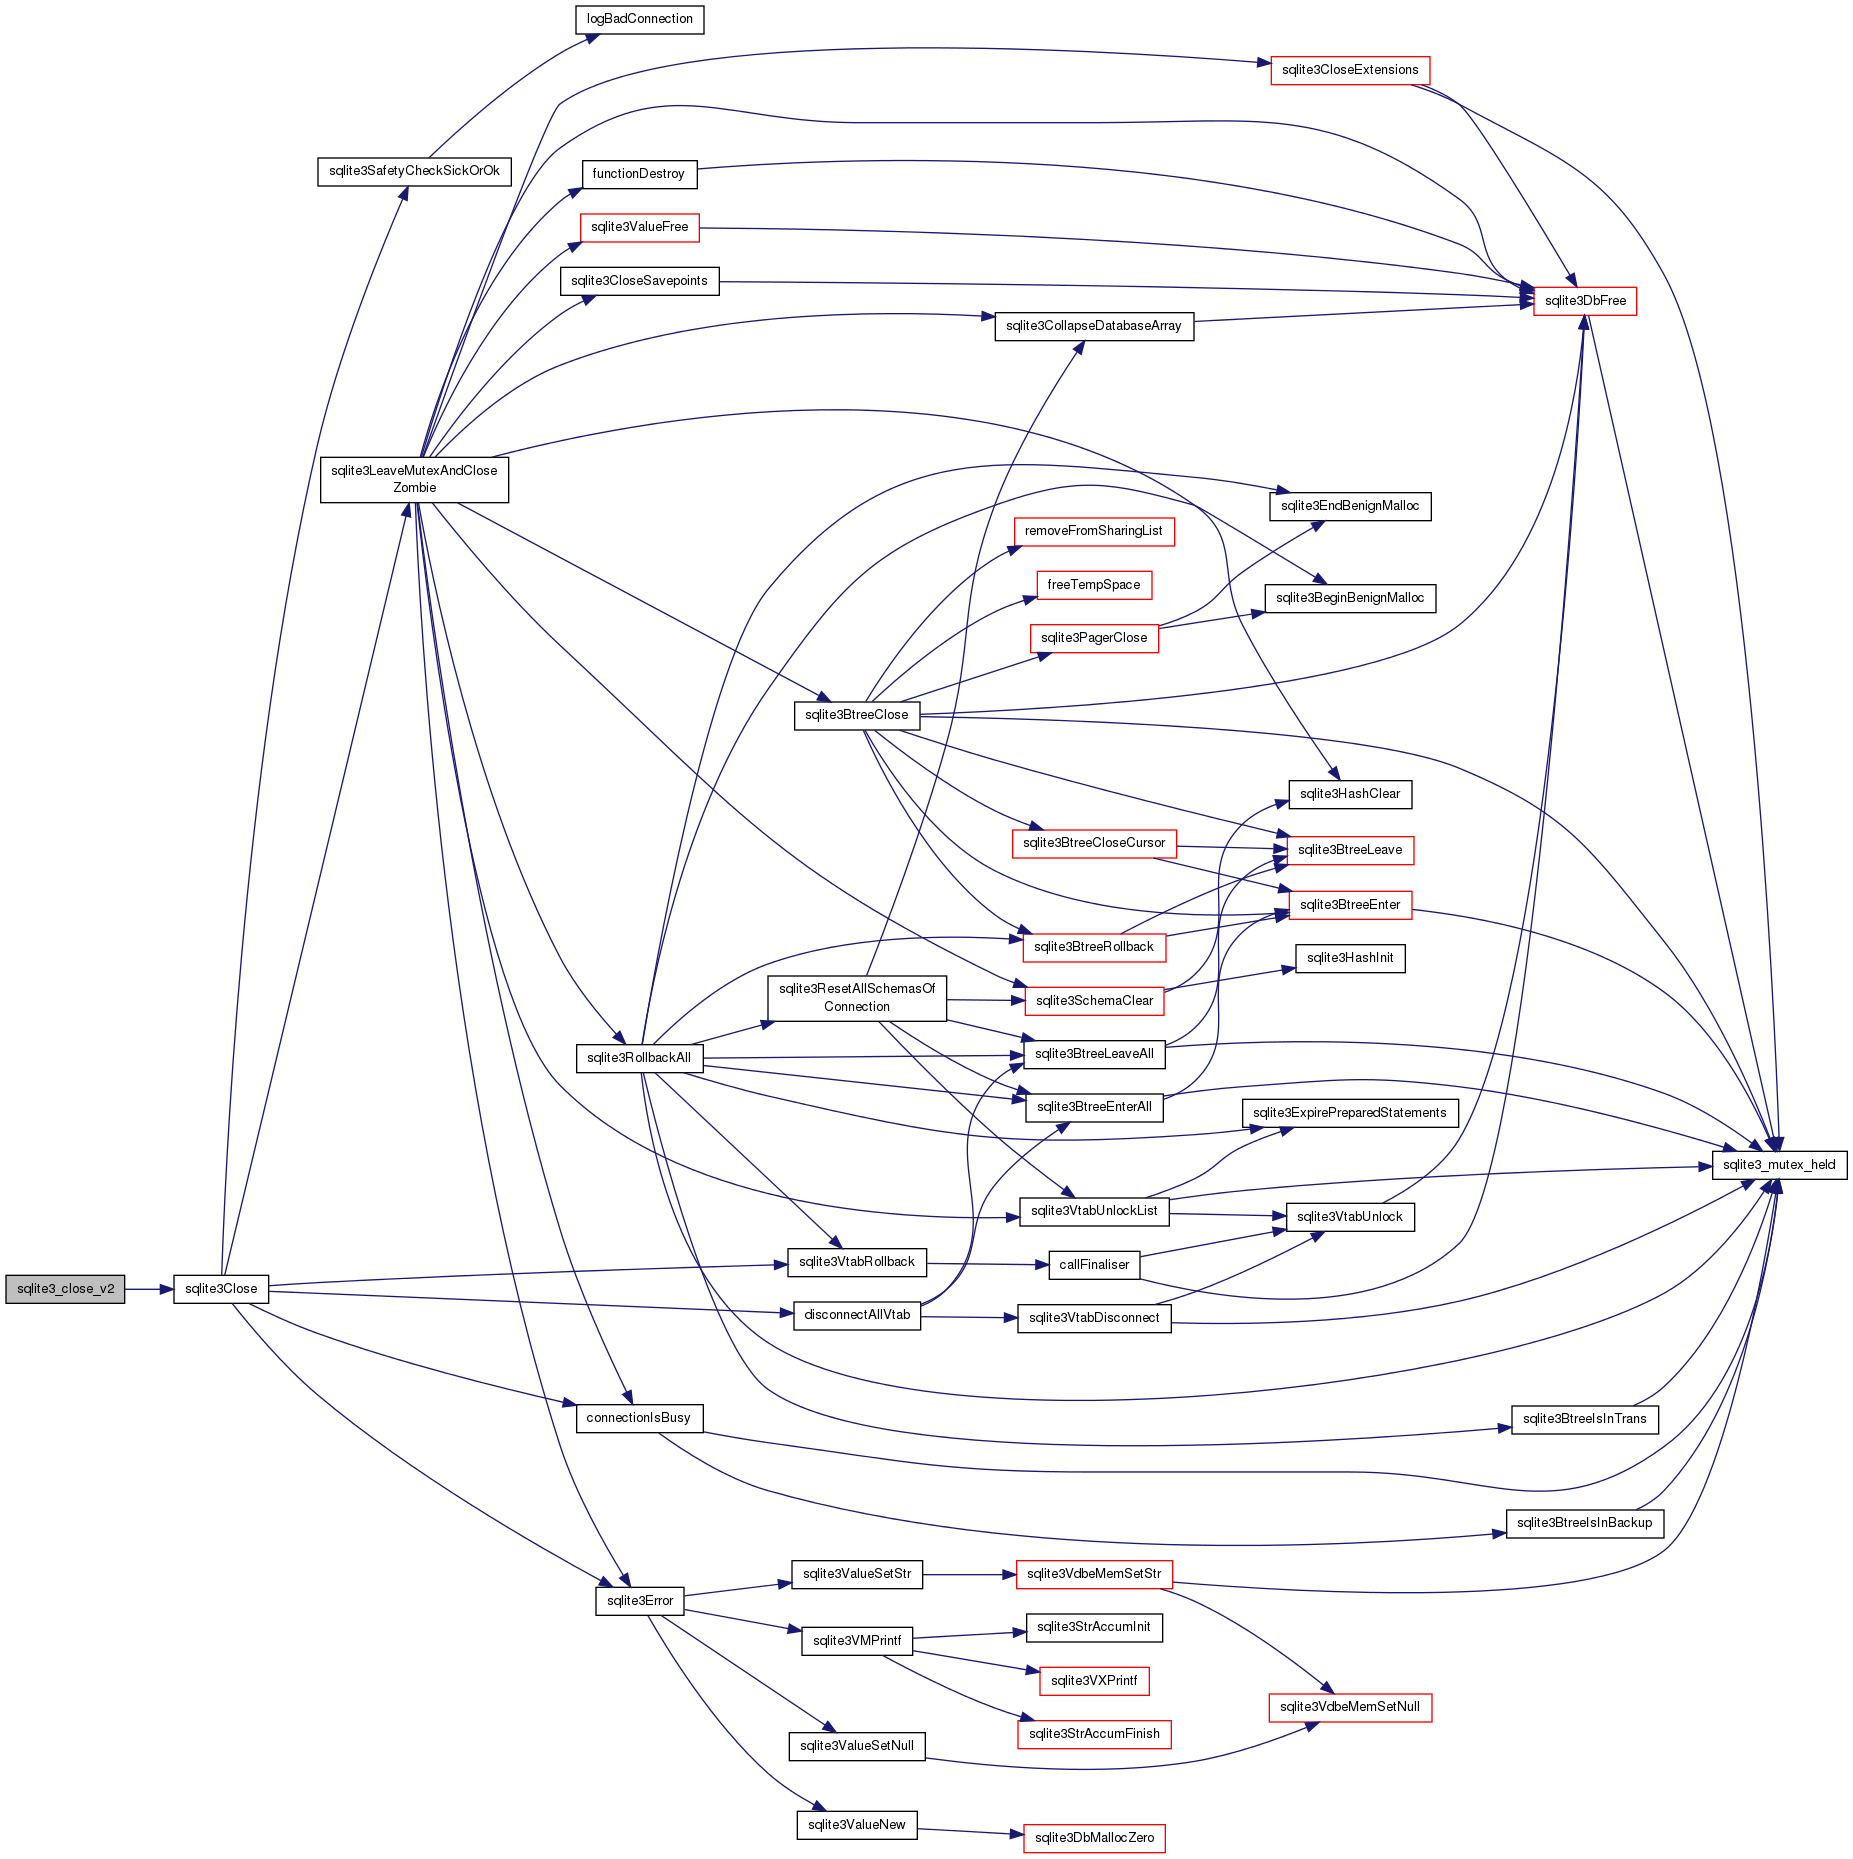 logBadConnection
sqlite3CloseExtensions
sqlite3SafetyCheckSickOrOk
functionDestroy
sqlite3ValueFree
sqlite3CloseSavepoints
sqlite3DbFree
sqlite3CollapseDatabaseArray
sqlite3LeaveMutexAndClose
Zombie
sqlite3EndBenignMalloc
removeFromSharingList
freeTempSpace
sqlite3BeginBenignMalloc
sqlite3PagerClose
sqlite3BtreeClose
sqlite3HashClear
sqlite3BtreeCloseCursor
sqlite3BtreeLeave
sqlite3BtreeEnter
sqlite3BtreeRollback
sqlite3HashInit
sqlite3ResetAllSchemasOf
Connection
sqlite3SchemaClear
sqlite3RollbackAll
sqlite3BtreeLeaveAll
sqlite3BtreeEnterAll
sqlite3ExpirePreparedStatements
sqlite3_mutex_held
sqlite3VtabUnlockList
sqlite3VtabUnlock
sqlite3VtabRollback
callFinaliser
sqlite3_close_v2
sqlite3Close
disconnectAllVtab
sqlite3VtabDisconnect
connectionIsBusy
sqlite3BtreeIsInTrans
sqlite3BtreeIsInBackup
sqlite3ValueSetStr
sqlite3VdbeMemSetStr
sqlite3Error
sqlite3StrAccumInit
sqlite3VMPrintf
sqlite3VXPrintf
sqlite3VdbeMemSetNull
sqlite3StrAccumFinish
sqlite3ValueSetNull
sqlite3ValueNew
sqlite3DbMallocZero